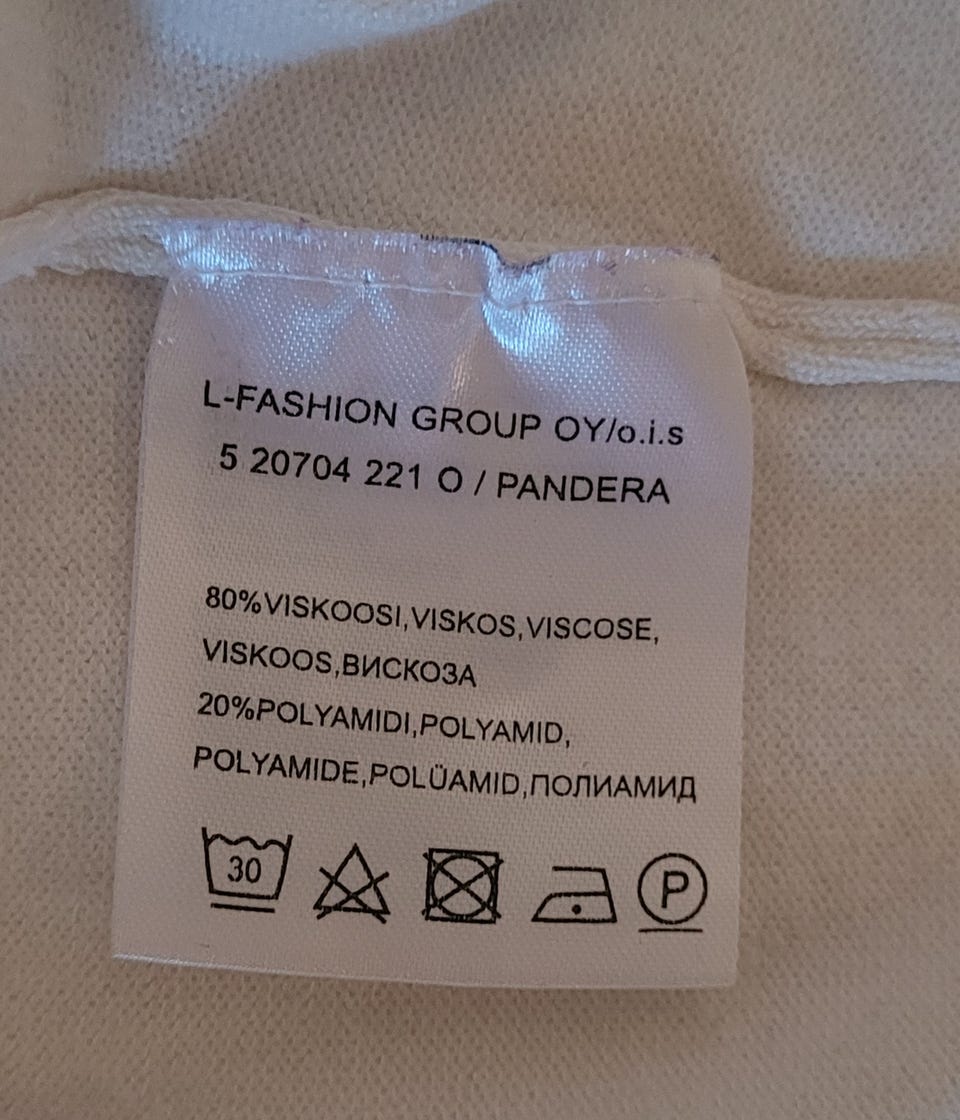 L-FASHION GROUP OY/o.i.s
5 20704 221 O / PANDERA
80%VISKOOSI,VISKOS,VISCOSE,
VISKOOS,ВИСКОЗА
20%POLYAMIDI,POLYAMID,
POLYAMIDE,POLÜAMID,ПОЛИАМИД
30 P